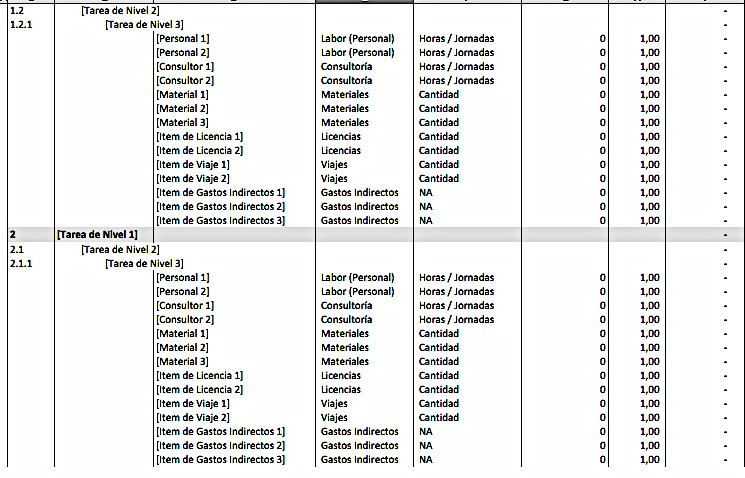 1.2 [Tarea de Nivel 2] -
1.2.1 [Tarea de Nivel 3] -
[Personal 1] Labor (Personal) Horas / Jornadas 0 1,00 -
[Personal 2] Labor (Personal) Horas / Jornadas 0 1,00 -
[Consultor 1] Consultoría Horas / Jornadas 0 1,00 -
[Consultor 2] Consultoría Horas / Jornadas 0 1,00 -
[Material 1] Materiales Cantidad 0 1,00 -
[Material 2] Materiales Cantidad 0 1,00 -
[Material 3] Materiales Cantidad 0 1,00 -
[Item de Licencia 1] Licencias Cantidad 0 1,00 -
[Item de Licencia 2] Licencias Cantidad 0 1,00 -
[Item de Viaje 1] Viajes Cantidad 0 1,00 -
[Item de Viaje 2] Viajes Cantidad 0 1,00 -
[Item de Gastos Indirectos 1] Gastos Indirectos NA 0 1,00 -
[Item de Gastos Indirectos 2] Gastos Indirectos NA 0 1,00 -
[Item de Gastos Indirectos 3] Gastos Indirectos NA 0 1,00 -
2 [Tarea de Nivel 1] -
2.1 [Tarea de Nivel 2] -
2.1.1 [Tarea de Nivel 3] -
[Personal 1] Labor (Personal) Horas / Jornadas 0 1,00 -
[Personal 2] Labor (Personal) Horas / Jornadas 0 1,00 -
[Consultor 1] Consultoría Horas / Jornadas 0 1,00 -
[Consultor 2] Consultoría Horas / Jornadas 0 1,00 -
[Material 1] Materiales Cantidad 0 1,00 -
[Material 2] Materiales Cantidad 0 1,00 -
[Material 3] Materiales Cantidad 0 1,00 -
[Item de Licencia 1] Licencias Cantidad 0 1,00 -
[Item de Licencia 2] Licencias Cantidad 0 1,00 -
[Item de Viaje 1] Viajes Cantidad 0 1,00 -
[Item de Viaje 2] Viajes Cantidad 0 1,00 -
[Item de Gastos Indirectos 1] Gastos Indirectos NA 0 1,00 -
[Item de Gastos Indirectos 2] Gastos Indirectos NA 0 1,00 -
[Item de Gastos Indirectos 3] Gastos Indirectos NA 0 1,00 -